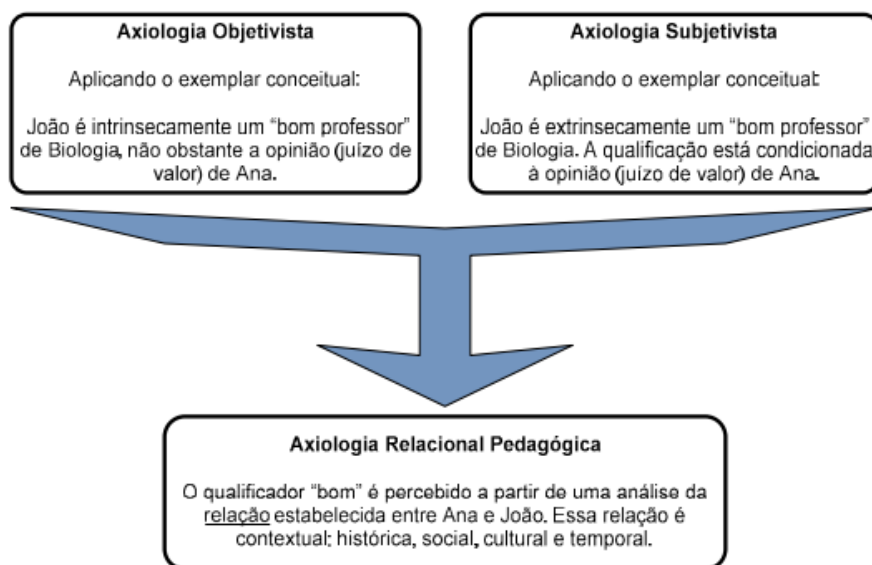 Axiologia Objetivista
Aplicando o exemplar conceitual:
João é intrinsecamente um “bom professor”
de Biologia, não obstante a opinião (juízo de
valor) de Ana.
Axiologia Subjetivista
Aplicando o exemplar conceitual:
João é extrinsecamente um “bom professor”
de Biologia. A qualificação está condicionada
à opinião (juízo de valor) de Ana.
Axiologia Relacional Pedagógica
O qualificador “bom” é percebido a partir de uma análise da
relação estabelecida entre Ana e João. Essa relação é
contextual: histórica, social, cultural e temporal.